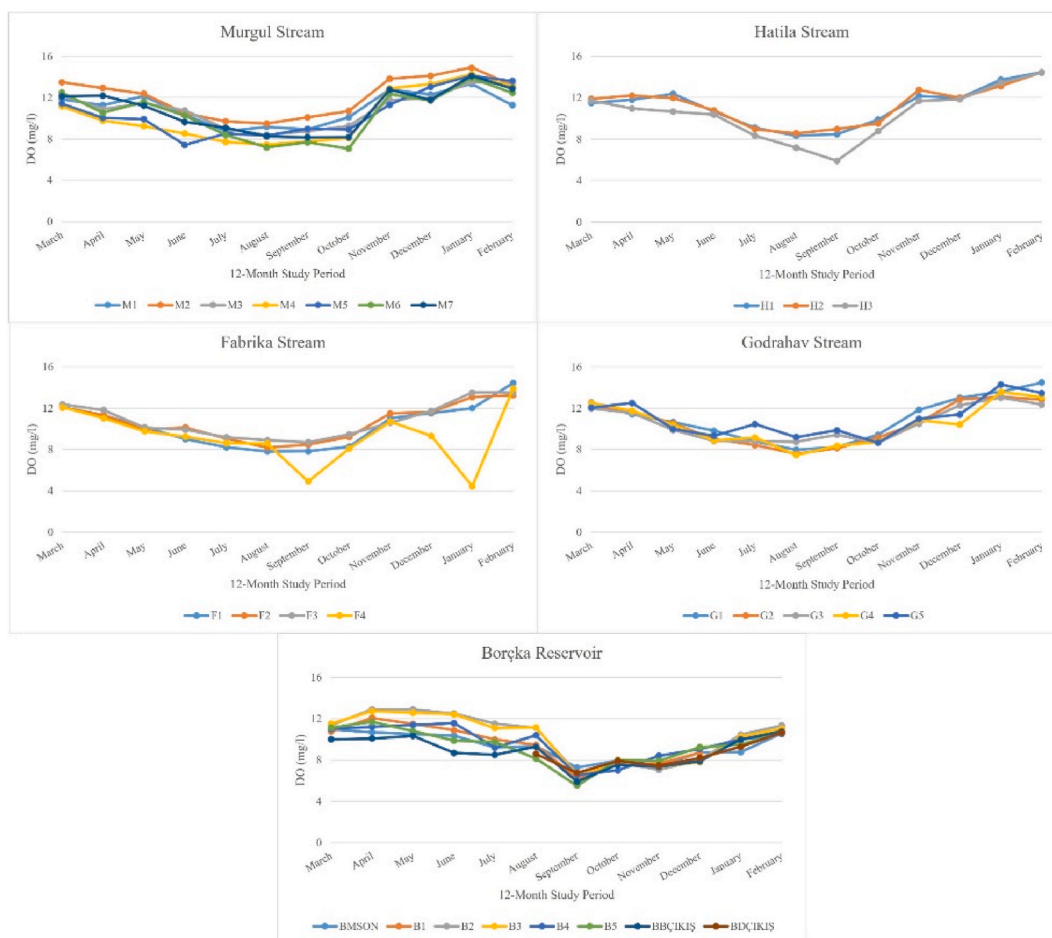 Murgul Stream
16
12
8
4
0
DO (mg/l)
March April May June July August September October November December January February
12-Month Study Period
M1 M2 M3 M4 M5 M6 M7
Hatila Stream
16
12
8
4
0
DO (mg/l)
March April May June July August September October November December January February
12-Month Study Period
H1 H2 H3
Fabrika Stream
16
12
8
4
0
DO (mg/l)
March April May June July August September October November December January February
12-Month Study Period
F1 F2 F3 F4
Godrahav Stream
16
12
8
4
0
DO (mg/l)
March April May June July August September October November December January February
12-Month Study Period
G1 G2 G3 G4 G5
Borçka Reservoir
16
12
8
4
0
DO (mg/l)
March April May June July August September October November December January February
12-Month Study Period
BMSON B1 B2 B3 B4 B5 BBÇIKIŞ BDÇIKIŞ